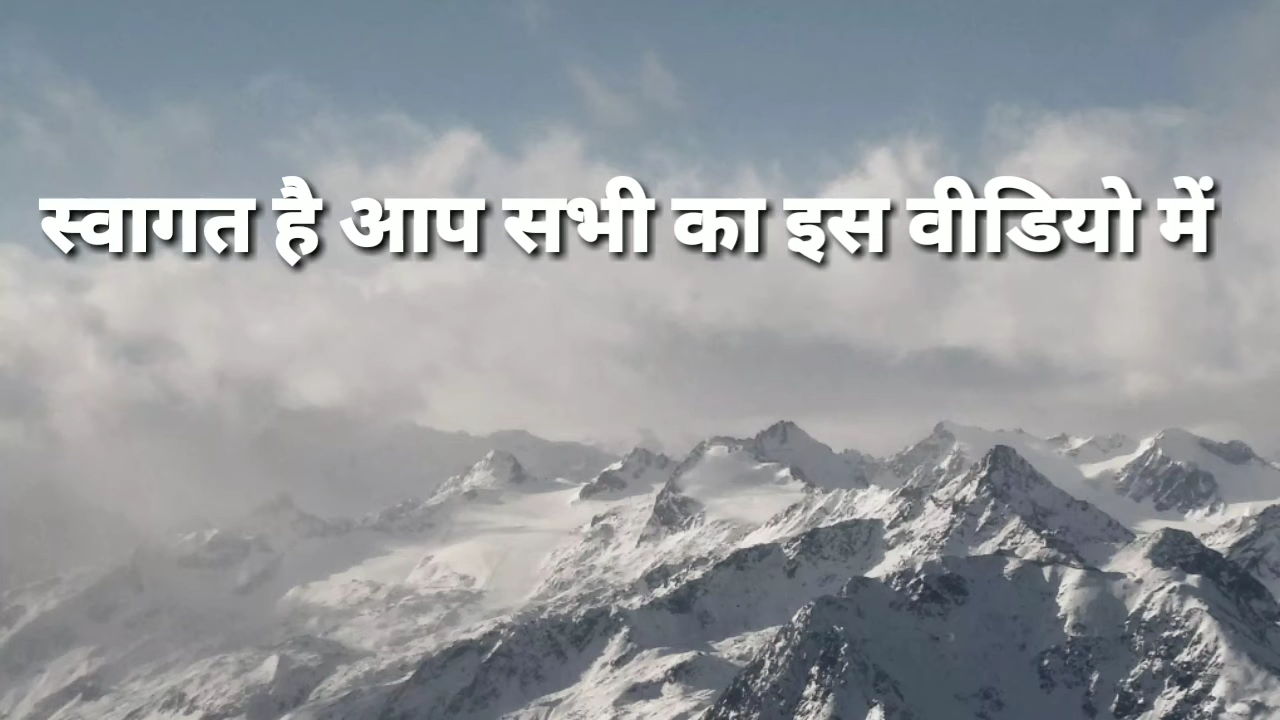 स्वागत है आप सभी का इस वीडियो में